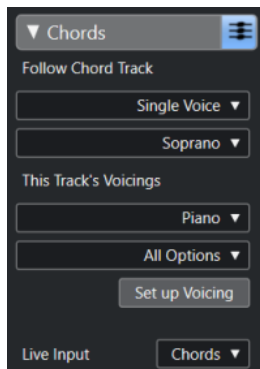 Chords
Follow Chord Track
Single Voice
Soprano
This Track's Voicings
Piano
All Options
Set up Voicing
Live Input Chords